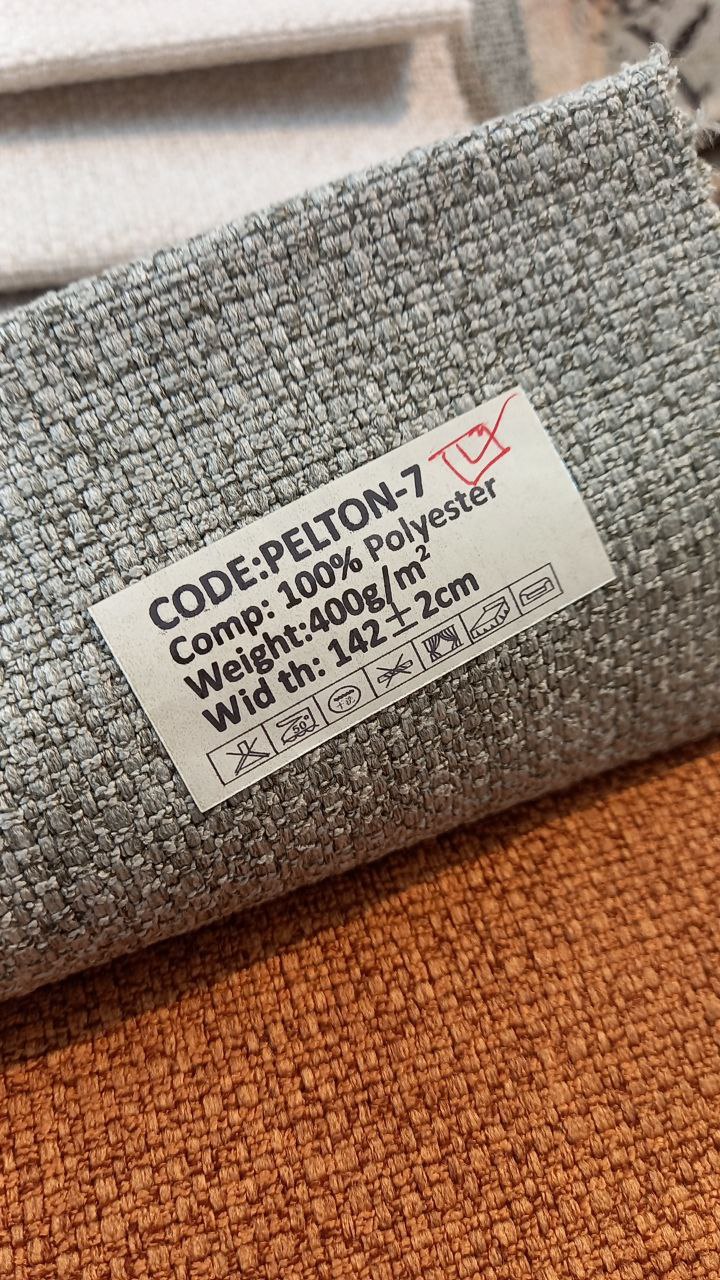 CODE:PELTON-7
Comp: 100% Polyester
Weight:400g/m²
Wid th: 142±2cm